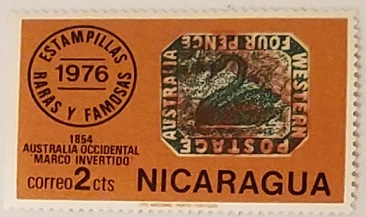 ESTAMPILLAS
1976
RARAS Y FAMOSAS
AUSTRALIA
FOUR PENCE
WESTERN
POSTAGE
1854
AUSTRALIA OCCIDENTAL
"MARCO INVERTIDO"
correo 2 cts
NICARAGUA